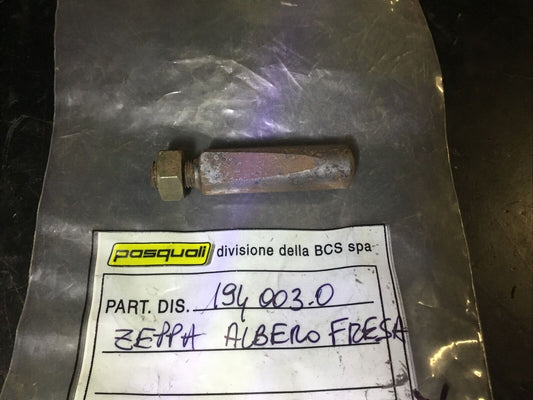 pasquali divisione della BCS spa
PART. DIS. 194 003.0
ZEPPA ALBERO FRESA